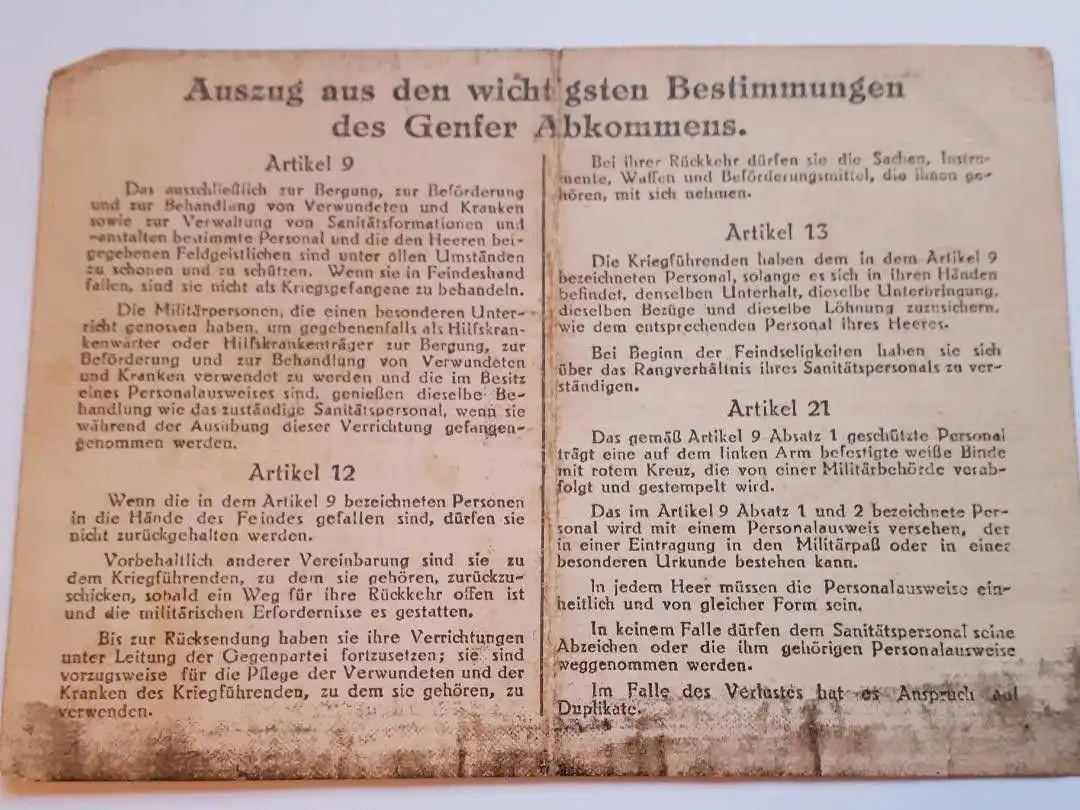 Auszug aus den wichtigsten Bestimmungen
des Genfer Abkommens.
Artikel 9
Das ausschließlich zur Bergung, zur Beförderung
und zur Behandlung von Verwundeten und Kranken
sowie zur Verwaltung von Sanitätsformationen und
-anstalten bestimmte Personal und die den Heeren bei-
gegebenen Feldgeistlichen sind unter allen Umständen
zu schonen und zu schützen. Wenn sie in Feindeshand
fallen, sind sie nicht als Kriegsgefangene zu behandeln.
Die Militärpersonen, die einen besonderen Unter-
richt genossen haben, um gegebenenfalls als Hilfskran-
kenwärter oder Hilfskrankenträger zur Bergung, zur
Beförderung und zur Behandlung von Verwundeten
und Kranken verwendet zu werden und die im Besitz
eines Personalausweises sind, genießen dieselbe Be-
handlung wie das zuständige Sanitätspersonal, wenn sie
während der Ausübung dieser Verrichtung gefangen-
genommen werden.
Artikel 12
Wenn die in dem Artikel 9 bezeichneten Personen
in die Hände des Feindes gefallen sind, dürfen sie
nicht zurückgehalten werden.
Vorbehaltlich anderer Vereinbarung sind sie zu
dem Kriegführenden, zu dem sie gehören, zurückzu-
schicken, sobald ein Weg für ihre Rückkehr offen ist
und die militärischen Erfordernisse es gestatten.
Bis zur Rücksendung haben sie ihre Verrichtungen
unter Leitung der Gegenpartei fortzusetzen; sie sind
vorzugsweise für die Pflege der Verwundeten und der
Kranken des Kriegführenden, zu dem sie gehören, zu
verwenden.
Bei ihrer Rückkehr dürfen sie die Sachen, Instru-
mente, Waffen und Beförderungsmittel, die ihnen ge-
hören, mit sich nehmen.
Artikel 13
Die Kriegführenden haben dem in dem Artikel 9
bezeichneten Personal, solange es sich in ihren Händen
befindet, denselben Unterhalt, dieselbe Unterbringung,
dieselben Bezüge und dieselbe Löhnung zuzusichern,
wie dem entsprechenden Personal ihres Heeres.
Bei Beginn der Feindseligkeiten haben sie sich
über das Rangverhältnis ihres Sanitätspersonals zu ver-
ständigen.
Artikel 21
Das gemäß Artikel 9 Absatz 1 geschützte Personal
trägt eine auf dem linken Arm befestigte weiße Binde
mit rotem Kreuz, die von einer Militärbehörde verab-
folgt und gestempelt wird.
Das im Artikel 9 Absatz 1 und 2 bezeichnete Per-
sonal wird mit einem Personalausweis versehen, der
in einer Eintragung in den Militärpaß oder in einer
besonderen Urkunde bestehen kann.
In jedem Heer müssen die Personalausweise ein-
heitlich und von gleicher Form sein.
In keinem Falle dürfen dem Sanitätspersonal seine
Abzeichen oder die ihm gehörigen Personalausweise
weggenommen werden.
Im Falle des Verlustes hat es Anspruch auf
Duplikate.